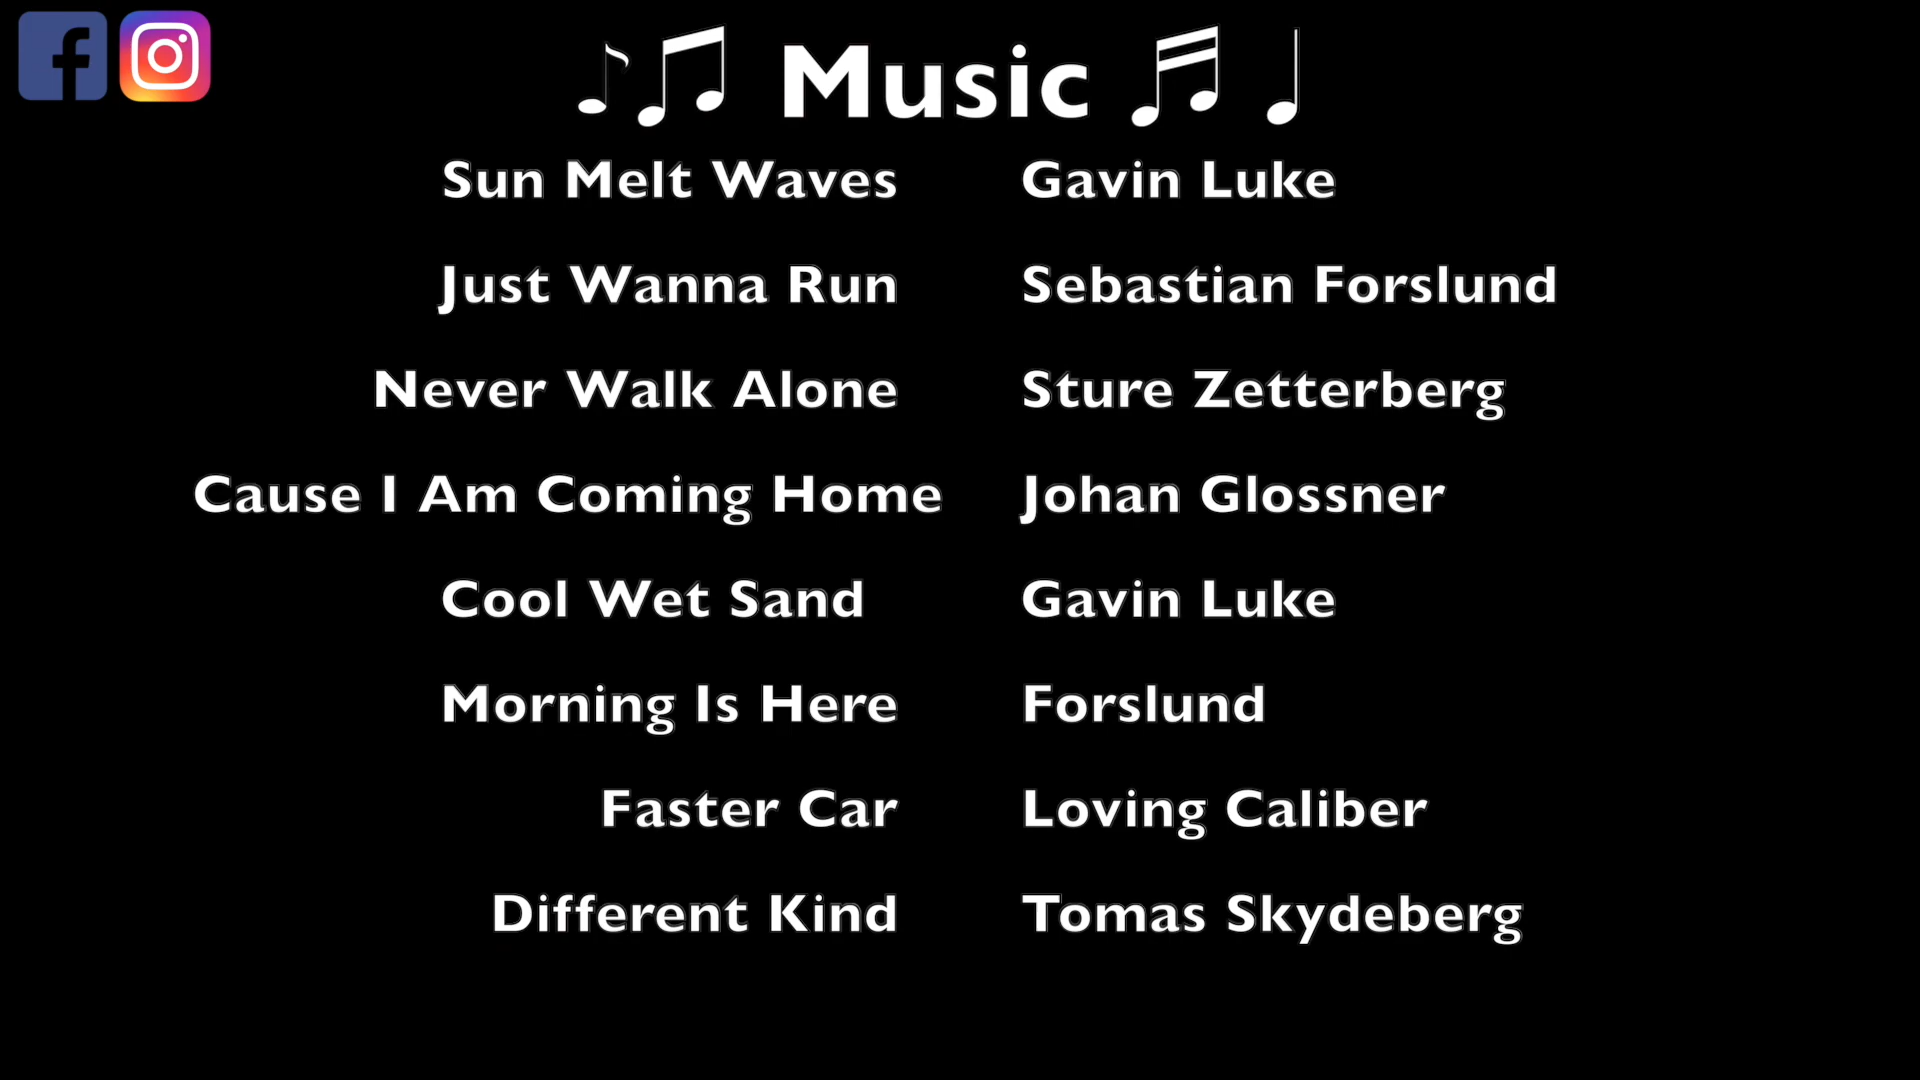 Music
Sun Melt Waves Gavin Luke
Just Wanna Run Sebastian Forslund
Never Walk Alone Sture Zetterberg
Cause I Am Coming Home Johan Glossner
Cool Wet Sand Gavin Luke
Morning Is Here Forslund
Faster Car Loving Caliber
Different Kind Tomas Skydeberg